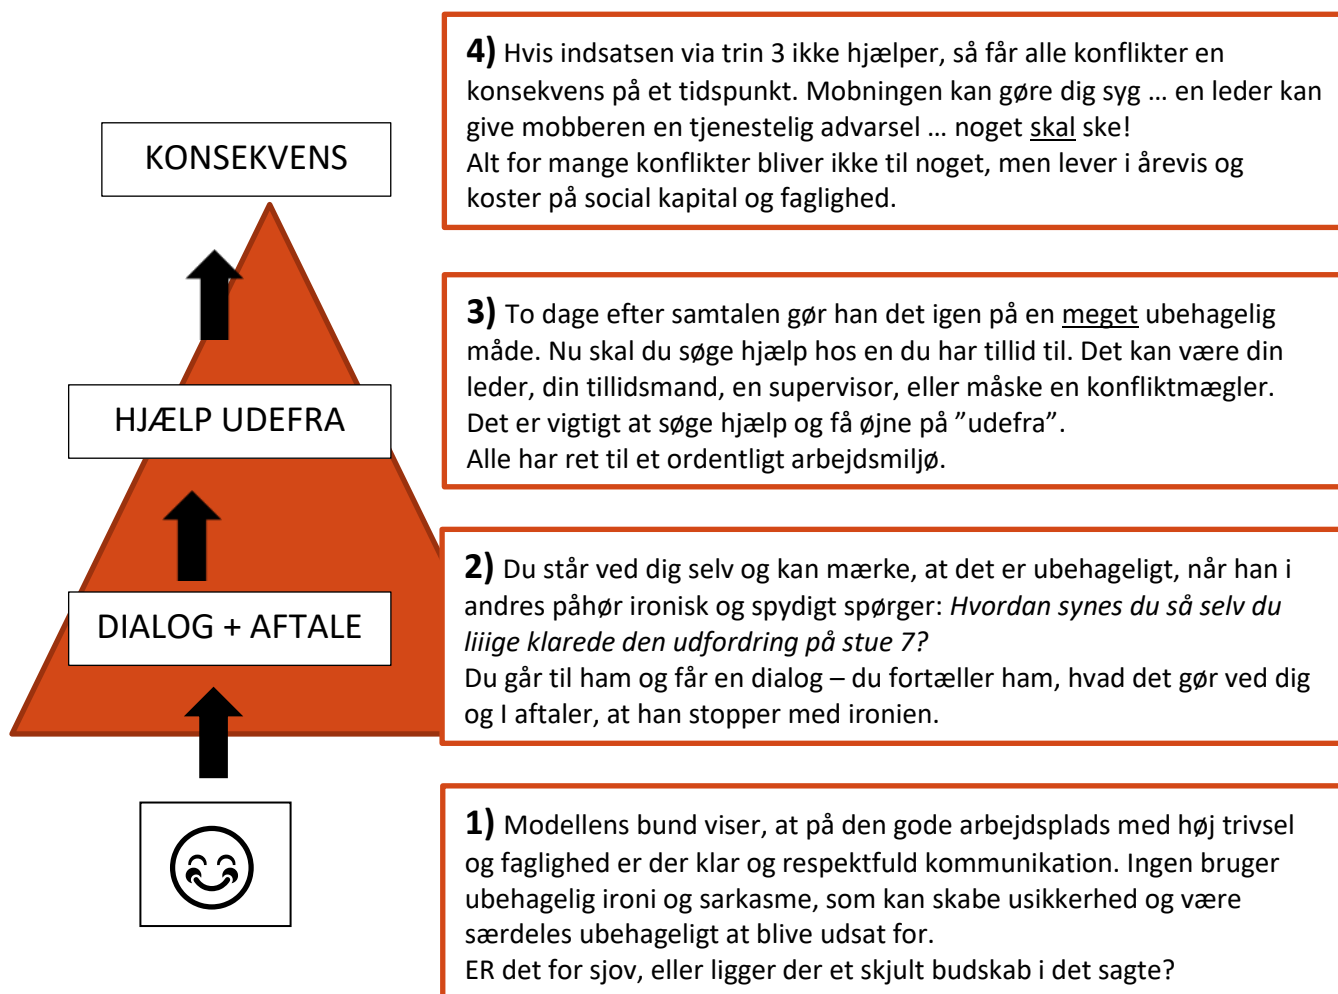 KONSEKVENS
HJÆLP UDEFRA
DIALOG + AFTALE
4) Hvis indsatsen via trin 3 ikke hjælper, så får alle konflikter en
konsekvens på et tidspunkt. Mobningen kan gøre dig syg … en leder kan
give mobberen en tjenestelig advarsel … noget skal ske!
Alt for mange konflikter bliver ikke til noget, men lever i årevis og
koster på social kapital og faglighed.
3) To dage efter samtalen gør han det igen på en meget ubehagelig
måde. Nu skal du søge hjælp hos en du har tillid til. Det kan være din
leder, din tillidsmand, en supervisor, eller måske en konfliktmægler.
Det er vigtigt at søge hjælp og få øjne på ”udefra”.
Alle har ret til et ordentligt arbejdsmiljø.
2) Du står ved dig selv og kan mærke, at det er ubehageligt, når han i
andres påhør ironisk og spydigt spørger: Hvordan synes du så selv du
liiige klarede den udfordring på stue 7?
Du går til ham og får en dialog – du fortæller ham, hvad det gør ved dig
og I aftaler, at han stopper med ironien.
1) Modellens bund viser, at på den gode arbejdsplads med høj trivsel
og faglighed er der klar og respektfuld kommunikation. Ingen bruger
ubehagelig ironi og sarkasme, som kan skabe usikkerhed og være
særdeles ubehageligt at blive udsat for.
ER det for sjov, eller ligger der et skjult budskab i det sagte?